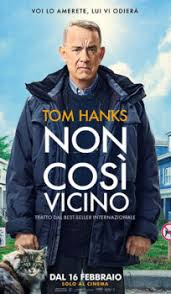 VOI LO AMERETE, LUI VI ODIERÀ
TOM HANKS
NON
COSÌ
VICINO
TRATTO DAL BEST-SELLER INTERNAZIONALE
DAL 16 FEBBRAIO
SOLO AL CINEMA